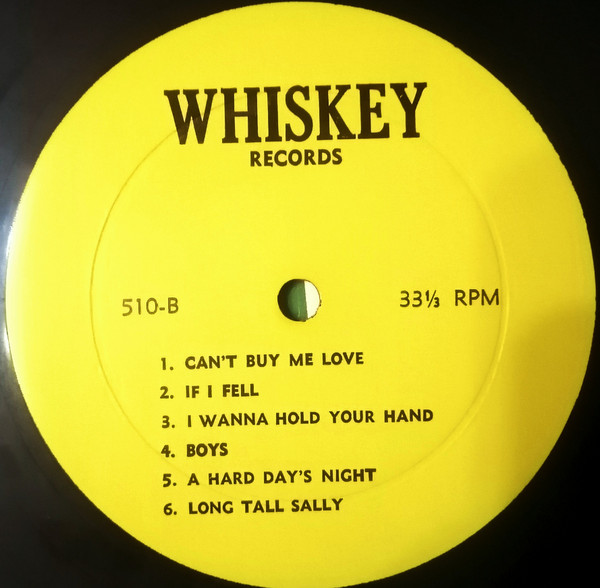 WHISKEY
RECORDS
510-B
33⅓ RPM
1. CAN'T BUY ME LOVE
2. IF I FELL
3. I WANNA HOLD YOUR HAND
4. BOYS
5. A HARD DAY'S NIGHT
6. LONG TALL SALLY